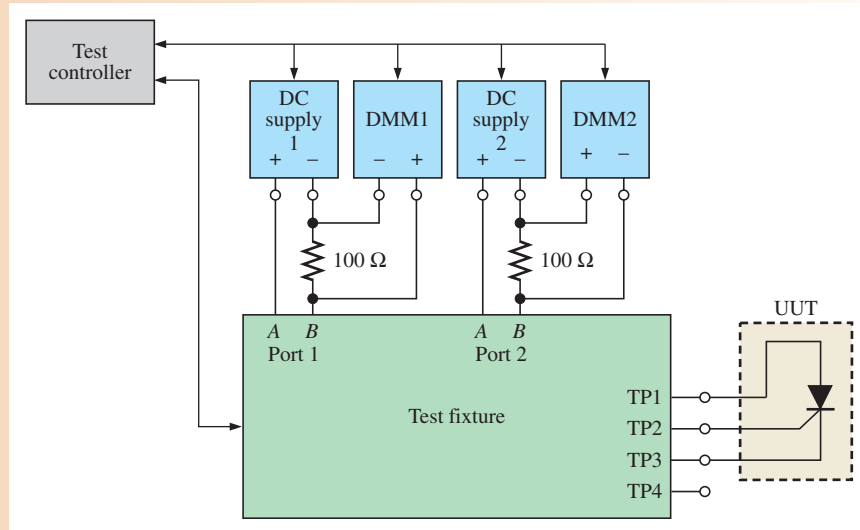 Test
controller
DC
supply
1
+ −
DMM1
− +
DC
supply
2
+ −
DMM2
+ −
100 Ω
100 Ω
A B
Port 1
A B
Port 2
UUT
TP1
Test fixture
TP2
TP3
TP4